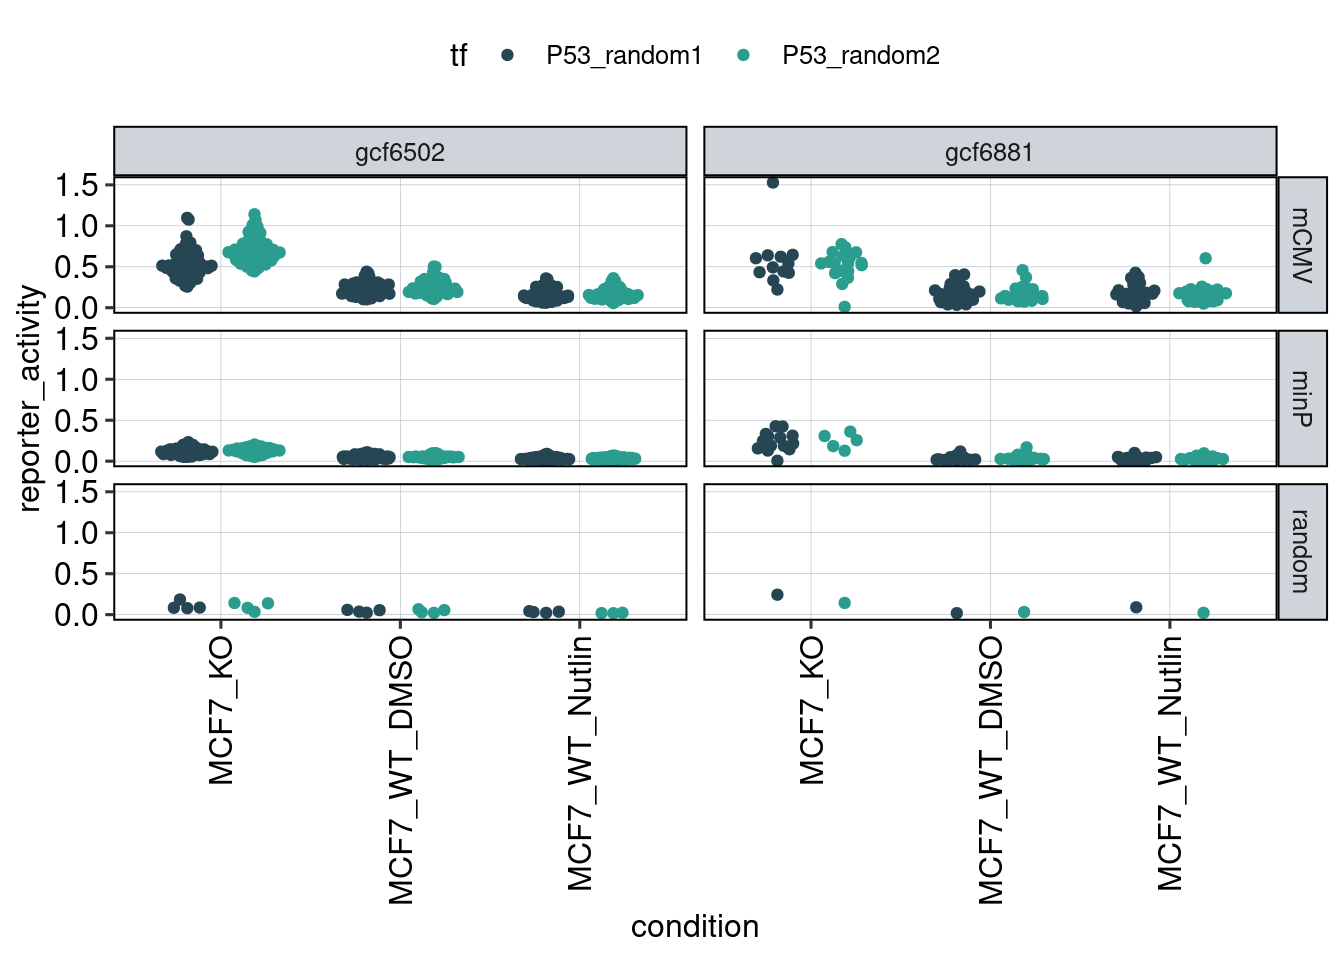 tf P53_random1 P53_random2
gcf6502 gcf6881
1.5
1.0
0.5
0.0
mCMV
1.5
1.0
0.5
0.0
minP
1.5
1.0
0.5
0.0
random
reporter_activity
MCF7_KO MCF7_WT_DMSO MCF7_WT_Nutlin MCF7_KO MCF7_WT_DMSO MCF7_WT_Nutlin
condition